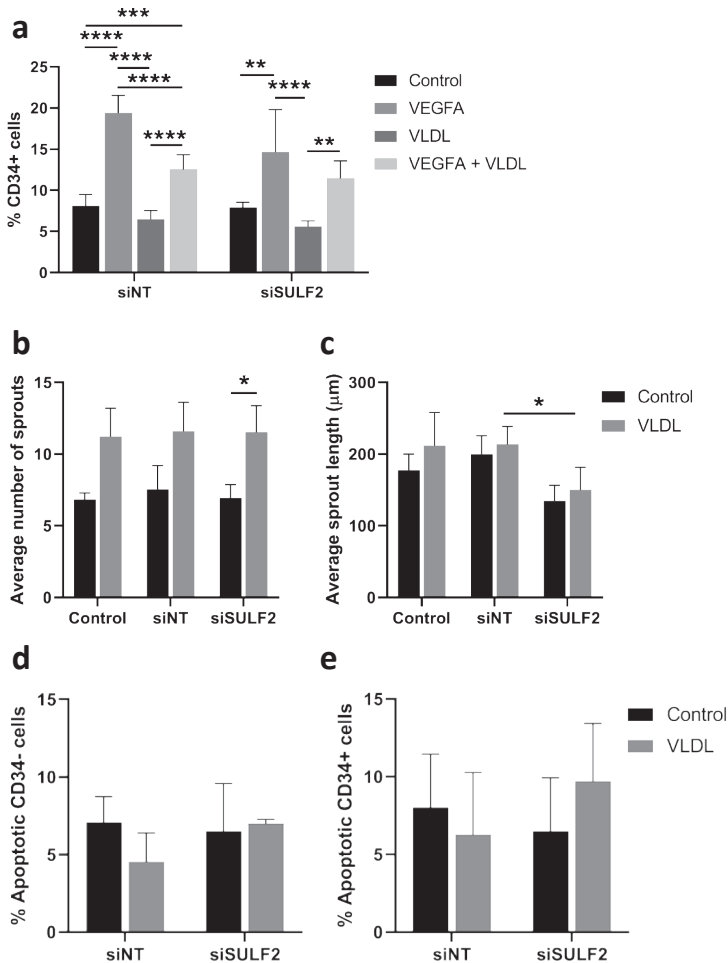 a
***
****
****
****
****
**
****
**
% CD34+ cells
25
20
15
10
5
0
siNT
siSULF2
Control
VEGFA
VLDL
VEGFA + VLDL
b
Average number of sprouts
15
10
5
0
*
Control
siNT
siSULF2
c
Average sprout length (μm)
300
200
100
0
*
Control
siNT
siSULF2
Control
VLDL
d
% Apoptotic CD34- cells
15
10
5
0
siNT
siSULF2
e
% Apoptotic CD34+ cells
15
10
5
0
siNT
siSULF2
Control
VLDL